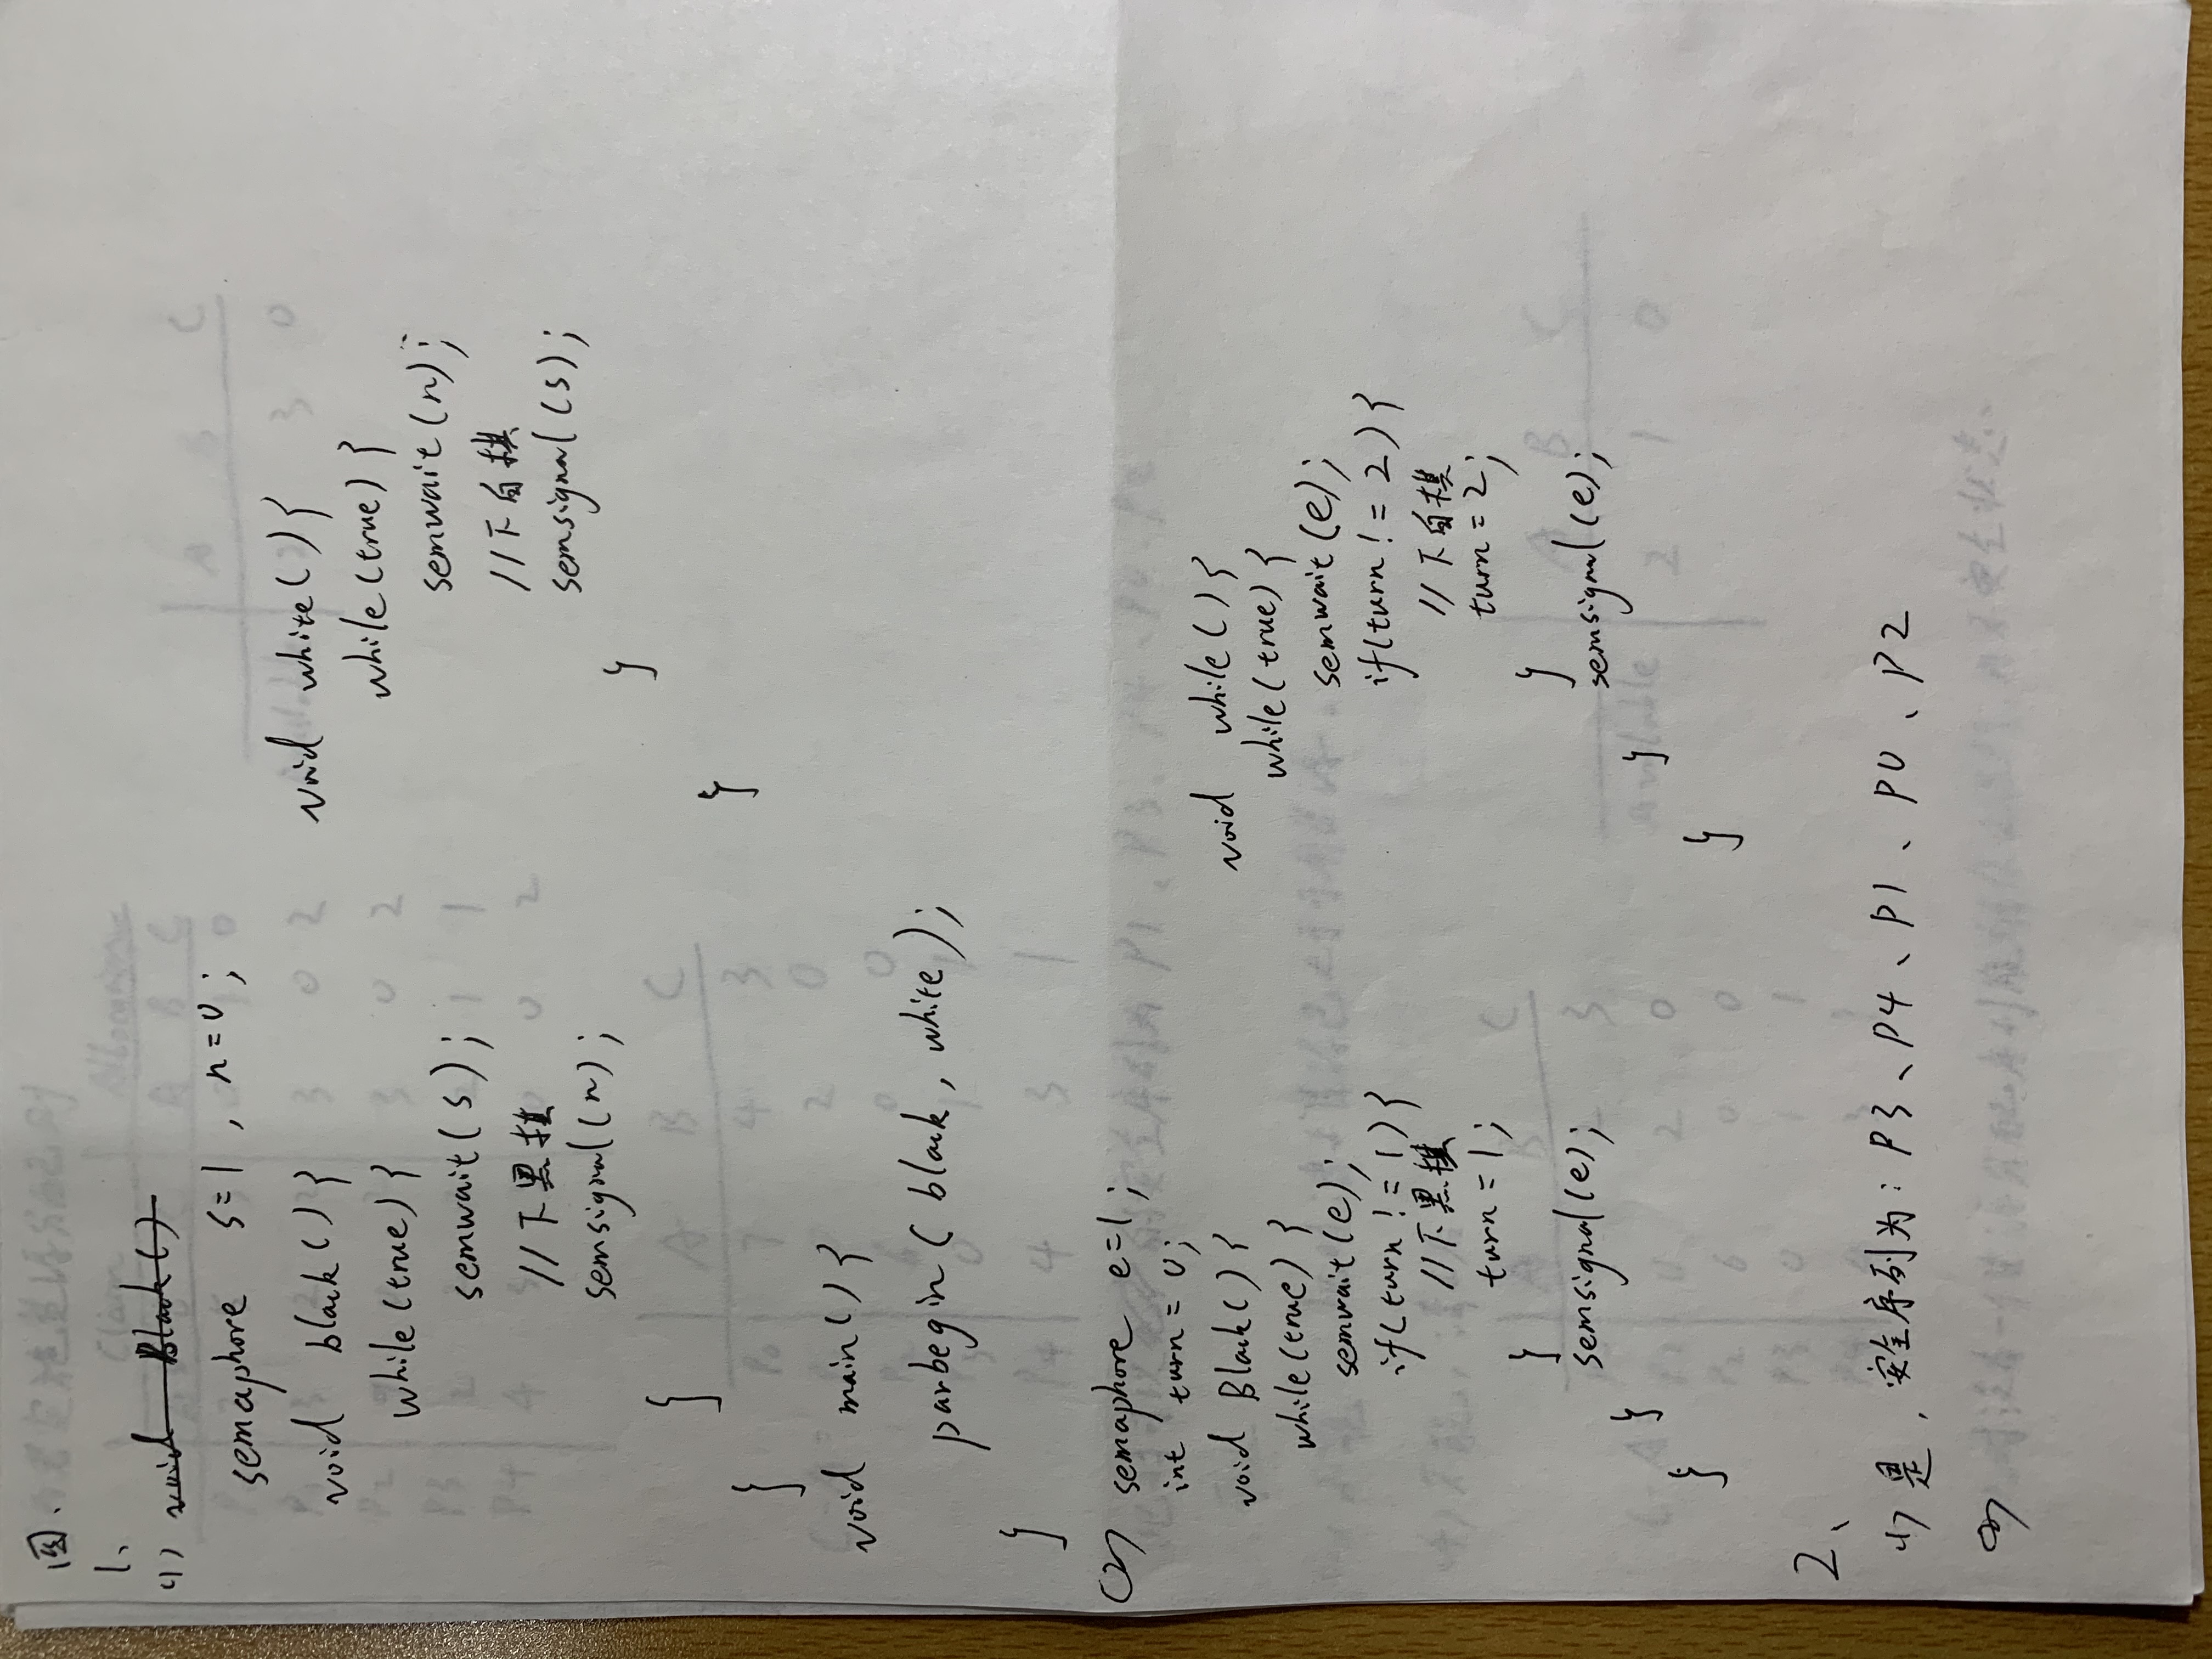 四.
1、
(1) void Black()
semaphore s=1, n=0;
void black(){
while(true){
semwait(s);
//下黑棋
semsignal(n);
}
}
void white(){
while(true){
semwait(n);
//下白棋
semsignal(s);
}
}
void main(){
parbegin(black, white);
}
(2) semaphore e=1;
int turn=0;
void Black(){
while(true){
semwait(e);
if(turn!=1){
//下黑棋
turn=1;
}
semsignal(e);
}
}
void while(){
while(true){
semwait(e);
if(turn!=2){
//下白棋
turn=2;
}
semsignal(e);
}
}
2、
(1) 是, 安全序列为: P3、P4、P1、P0、P2
(2)